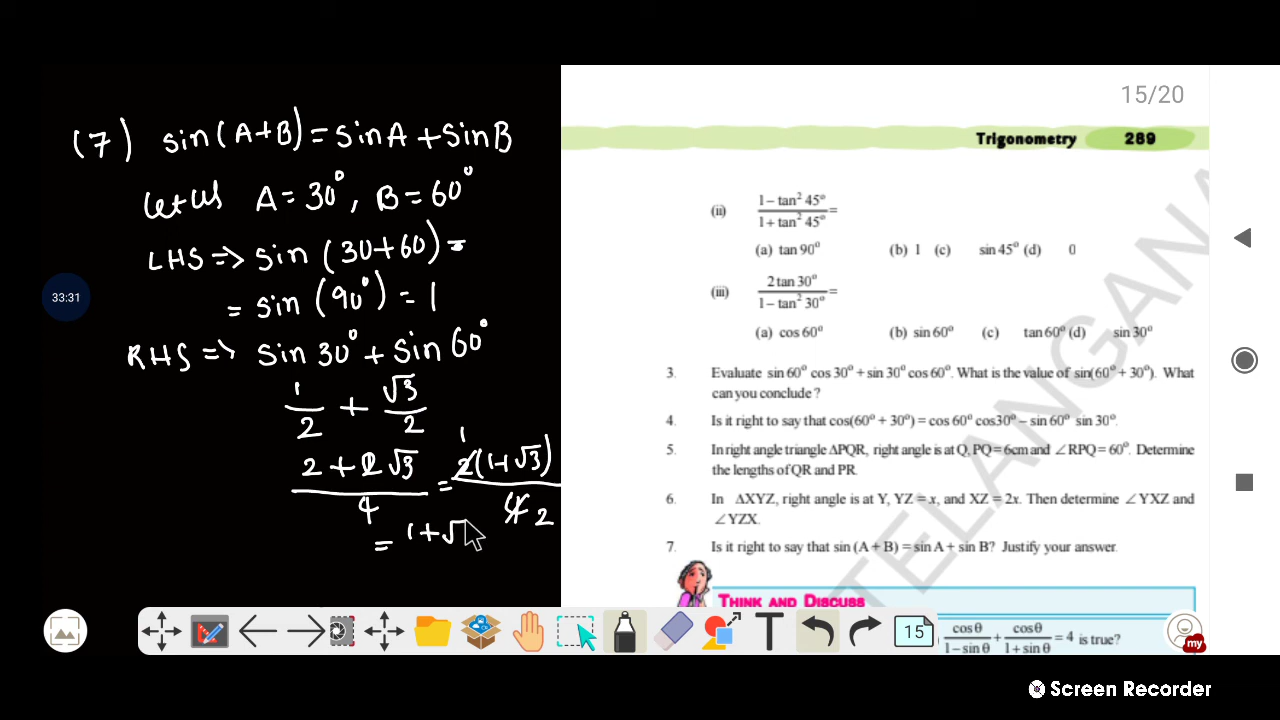 (7) sin(A+B) = sinA + sinB
let us A = 30°, B = 60°
LHS => sin (30+60) =
= sin (90°) = 1
RHS => sin 30° + sin 60°
1/2 + √3/2
2 + 2√3 / 4 = 2(1+√3) / 4 1 2
= 1+√
33:31
15/20
Trigonometry 289
(ii) 1 − tan² 45° / 1 + tan² 45° =
(a) tan 90° (b) 1 (c) sin 45° (d) 0
(iii) 2 tan 30° / 1 − tan² 30° =
(a) cos 60° (b) sin 60° (c) tan 60° (d) sin 30°
3. Evaluate sin 60° cos 30° + sin 30° cos 60°. What is the value of sin(60° + 30°). What
can you conclude ?
4. Is it right to say that cos(60° + 30°) = cos 60° cos30° − sin 60° sin 30°.
5. In right angle triangle ΔPQR, right angle is at Q, PQ = 6cm and ∠RPQ = 60°. Determine
the lengths of QR and PR.
6. In ΔXYZ, right angle is at Y, YZ = x, and XZ = 2x. Then determine ∠YXZ and
∠YZX.
7. Is it right to say that sin (A + B) = sin A + sin B? Justify your answer.
TELANGANA
THINK AND DISCUSS
cosθ / 1 − sin θ + cosθ / 1 + sin θ = 4 is true?
T
15
my
Screen Recorder